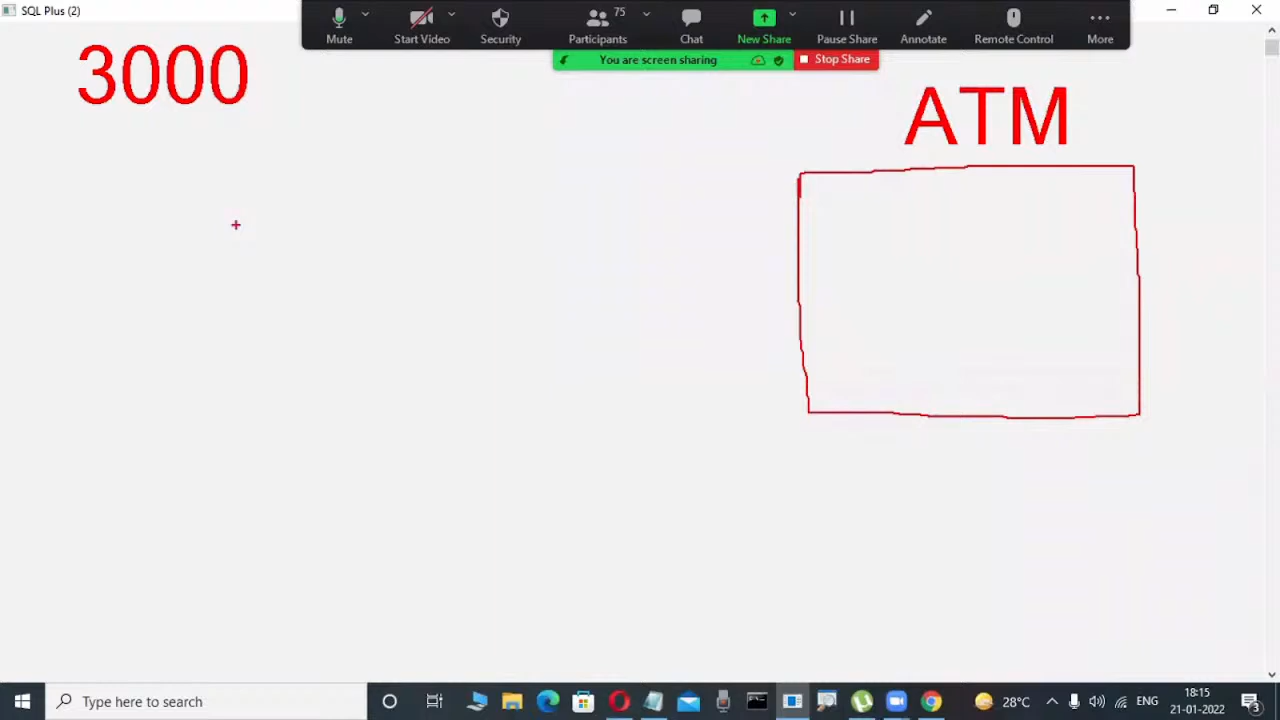 SQL Plus (2)
Mute
Start Video
Security
75
Participants
Chat
New Share
Pause Share
Annotate
Remote Control
More
You are screen sharing
Stop Share
3000
ATM
Type here to search
28°C
ENG
18:15
21-01-2022
3